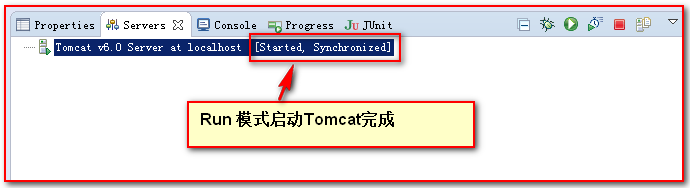 Properties Servers Console Progress JUnit
Tomcat v6.0 Server at localhost [Started, Synchronized]
Run 模式启动Tomcat完成